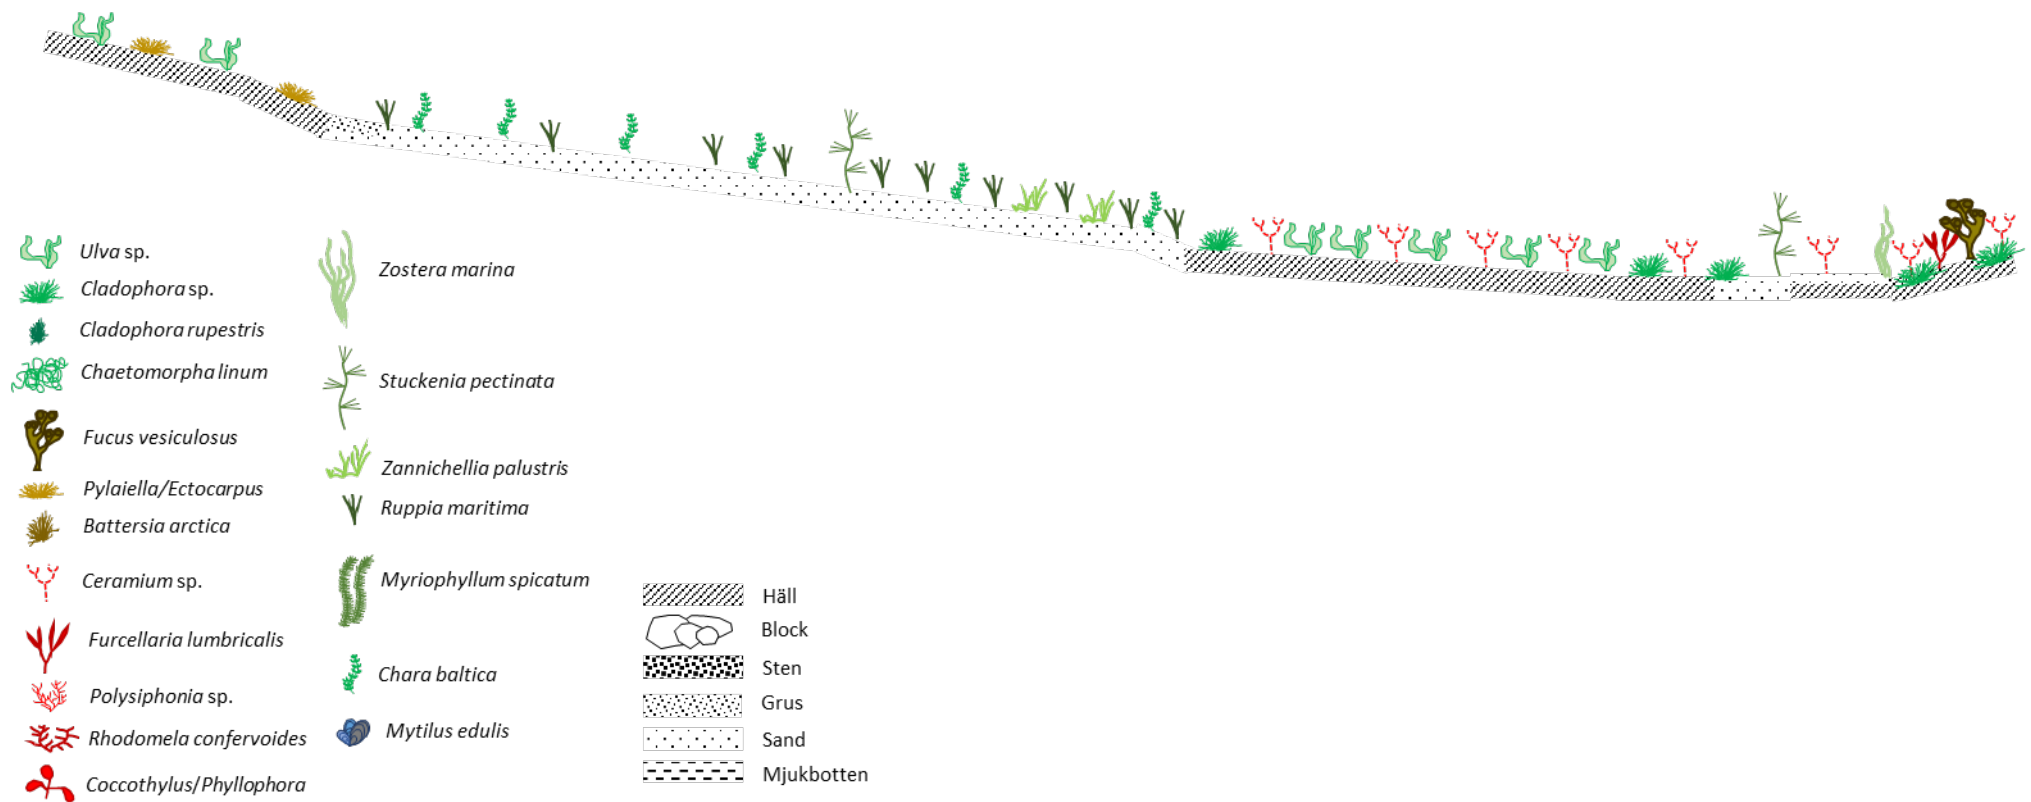 Ulva sp.
Cladophora sp.
Cladophora rupestris
Chaetomorpha linum
Fucus vesiculosus
Pylaiella/Ectocarpus
Battersia arctica
Ceramium sp.
Furcellaria lumbricalis
Polysiphonia sp.
Rhodomela confervoides
Coccothylus/Phyllophora
Zostera marina
Stuckenia pectinata
Zannichellia palustris
Ruppia maritima
Myriophyllum spicatum
Chara baltica
Mytilus edulis
Häll
Block
Sten
Grus
Sand
Mjukbotten